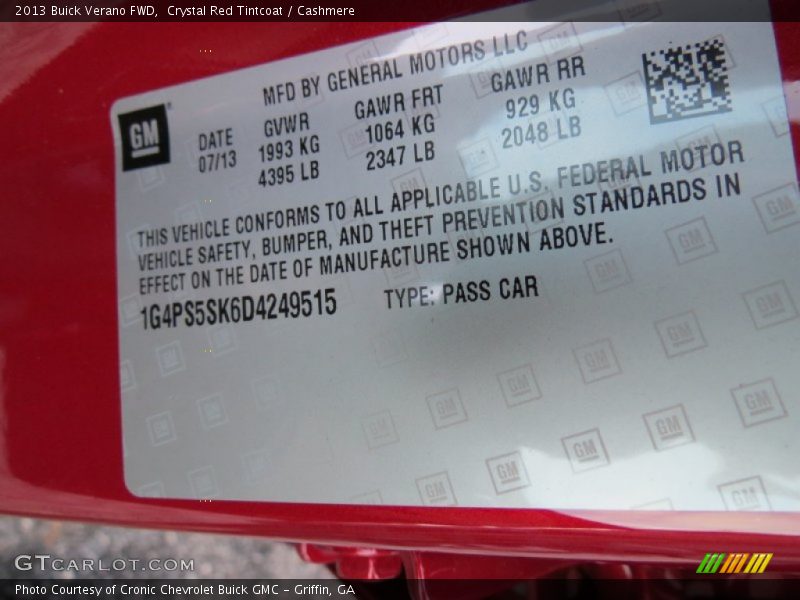 2013 Buick Verano FWD,  Crystal Red Tintcoat / Cashmere
MFD BY GENERAL MOTORS LLC
GM
DATE
07/13
GVWR
1993 KG
4395 LB
GAWR FRT
1064 KG
2347 LB
GAWR RR
929 KG
2048 LB
THIS VEHICLE CONFORMS TO ALL APPLICABLE U.S. FEDERAL MOTOR
VEHICLE SAFETY, BUMPER, AND THEFT PREVENTION STANDARDS IN
EFFECT ON THE DATE OF MANUFACTURE SHOWN ABOVE.
1G4PS5SK6D4249515 TYPE: PASS CAR
GTCARLOT.COM
Photo Courtesy of Cronic Chevrolet Buick GMC – Griffin, GA